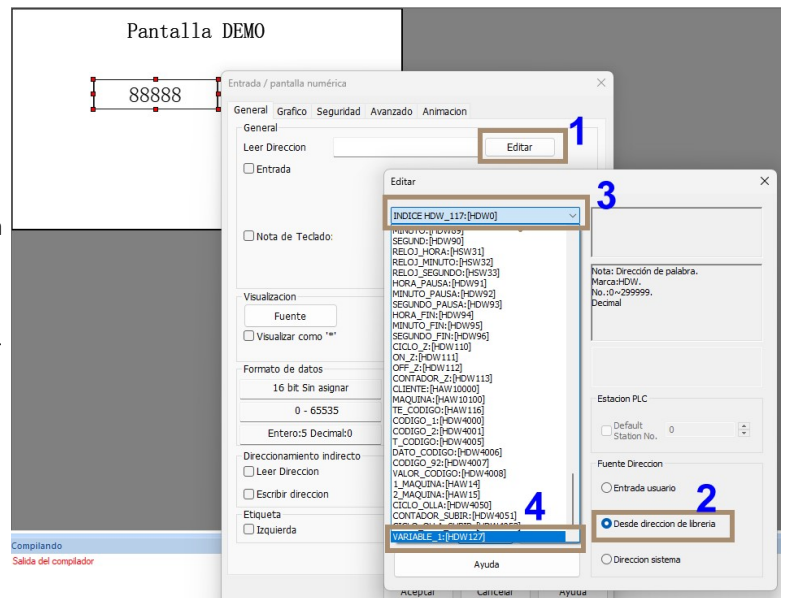 Pantalla DEMO
88888
Entrada / pantalla numérica
General Grafico Seguridad Avanzado Animacion
General
Leer Direccion
Editar
1
Entrada
Nota de Teclado:
Visualizacion
Fuente
Visualizar como '*'
Formato de datos
16 bit Sin asignar
0 - 65535
Entero:5 Decimal:0
Direccionamiento indirecto
Leer Direccion
Escribir direccion
Etiqueta
Izquierda
Editar
3
INDICE HDW_117:[HDW0]
MINUTO:[HDW89]
SEGUND:[HDW90]
RELOJ_HORA:[HSW31]
RELOJ_MINUTO:[HSW32]
RELOJ_SEGUNDO:[HSW33]
HORA_PAUSA:[HDW91]
MINUTO_PAUSA:[HDW92]
SEGUNDO_PAUSA:[HDW93]
HORA_FIN:[HDW94]
MINUTO_FIN:[HDW95]
SEGUNDO_FIN:[HDW96]
CICLO_Z:[HDW110]
ON_Z:[HDW111]
OFF_Z:[HDW112]
CONTADOR_Z:[HDW113]
CLIENTE:[HAW10000]
MAQUINA:[HAW10100]
TE_CODIGO:[HAW116]
CODIGO_1:[HDW4000]
CODIGO_2:[HDW4001]
T_CODIGO:[HDW4005]
DATO_CODIGO:[HDW4006]
CODIGO_92:[HDW4007]
VALOR_CODIGO:[HDW4008]
1_MAQUINA:[HAW14]
2_MAQUINA:[HAW15]
CICLO_OLLA:[HDW4050]
CONTADOR_SUBIR:[HDW4051]
4
VARIABLE_1:[HDW127]
Ayuda
Nota: Dirección de palabra.
Marca:HDW.
No.:0~299999.
Decimal
Estacion PLC
Default
Station No.
0
Fuente Direccion
Entrada usuario
2
Desde direccion de libreria
Direccion sistema
Aceptar Cancelar Ayuda
Compilando
Salida del compilador